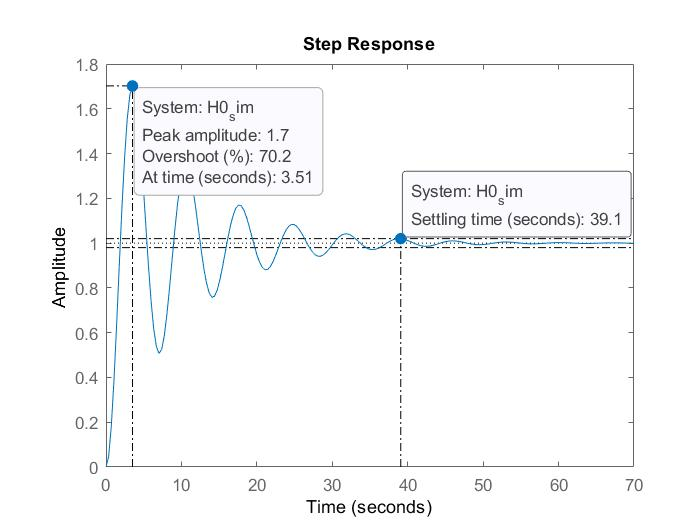 Step Response
1.8
1.6
1.4
1.2
1
0.8
0.6
0.4
0.2
0
Amplitude
System: H0_sim
Peak amplitude: 1.7
Overshoot (%): 70.2
At time (seconds): 3.51
System: H0_sim
Settling time (seconds): 39.1
0 10 20 30 40 50 60 70
Time (seconds)